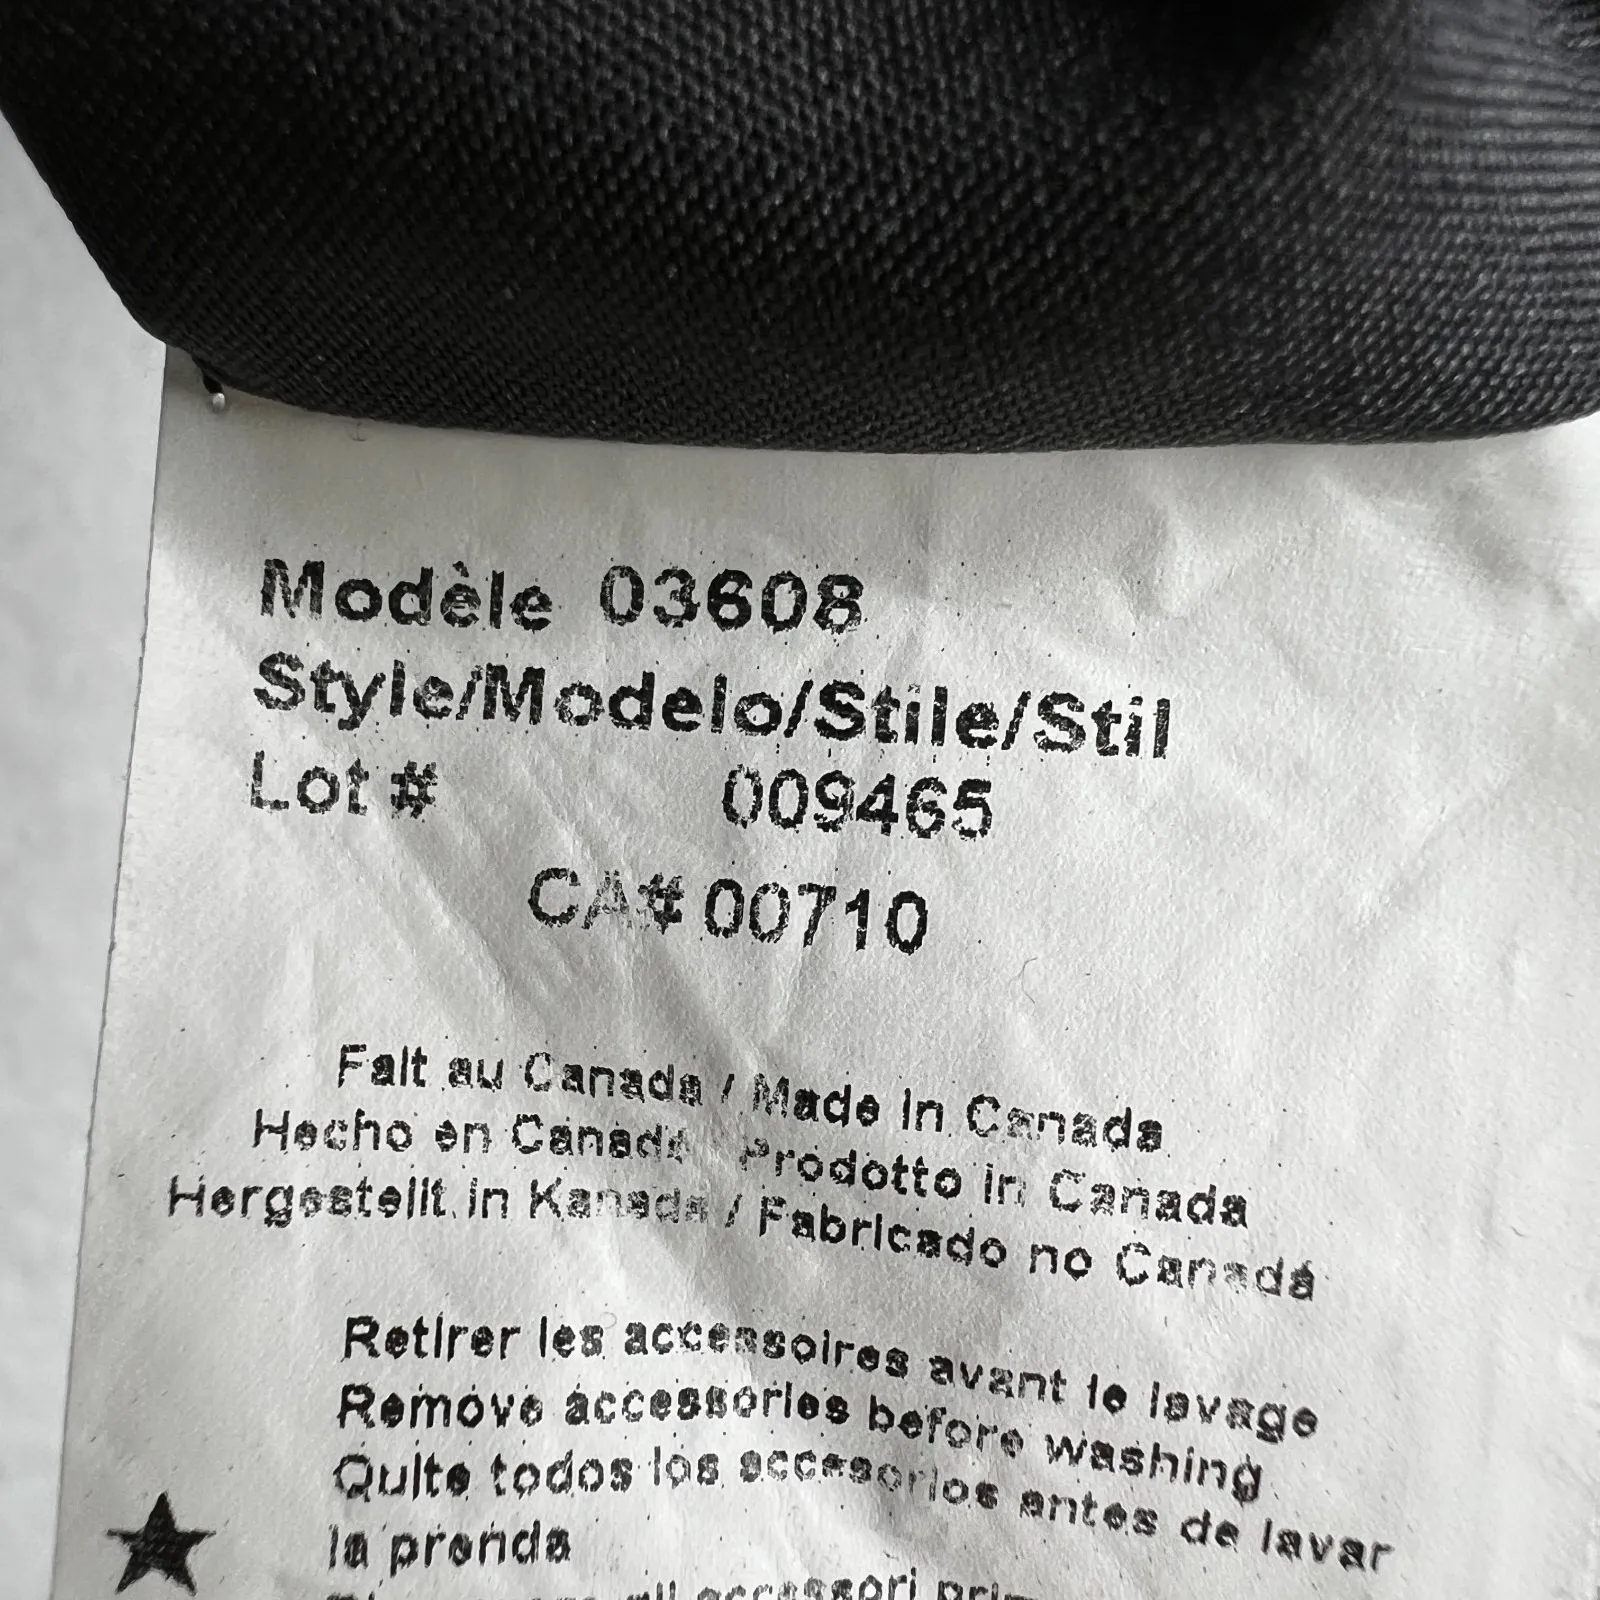 Modèle 03608
Style/Modelo/Stile/Stil
Lot # 009465
CA# 00710
Fait au Canada / Made in Canada
Hecho en Canadá Prodotto in Canada
Hergestellt in Kanada / Fabricado no Canadá
Retirer les accessoires avant le lavage
Remove accessories before washing
Quite todos los accesorios antes de lavar
la prenda
accessori